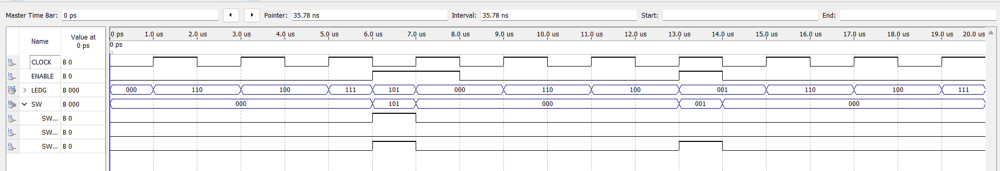 Master Time Bar: 0 ps Pointer: 35.78 ns Interval: 35.78 ns Start: End:
Name Value at 0 ps
0 ps 1.0 us 2.0 us 3.0 us 4.0 us 5.0 us 6.0 us 7.0 us 8.0 us 9.0 us 10.0 us 11.0 us 12.0 us 13.0 us 14.0 us 15.0 us 16.0 us 17.0 us 18.0 us 19.0 us 20.0 us
0 ps
in CLOCK B 0
in ENABLE B 0
out LEDG B 000 000 110 100 111 101 000 110 100 001 110 100 111
in SW B 000 000 101 000 001 000
in SW... B 0
in SW... B 0
in SW... B 0